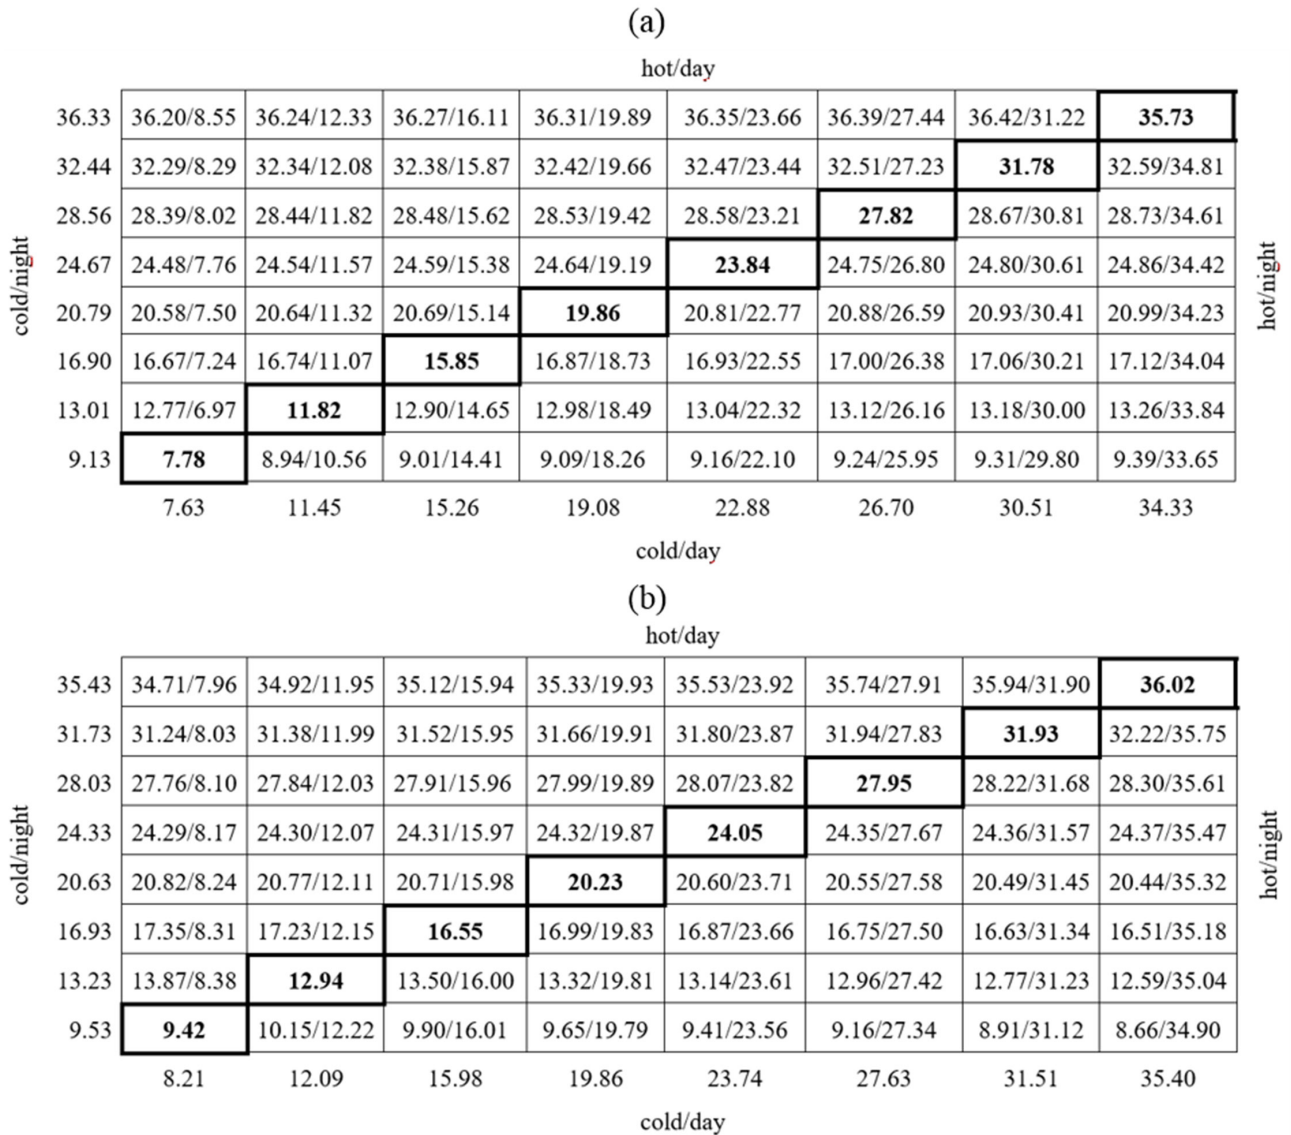 (a)
hot/day
36.33 36.20/8.55 36.24/12.33 36.27/16.11 36.31/19.89 36.35/23.66 36.39/27.44 36.42/31.22 35.73
32.44 32.29/8.29 32.34/12.08 32.38/15.87 32.42/19.66 32.47/23.44 32.51/27.23 31.78 32.59/34.81
28.56 28.39/8.02 28.44/11.82 28.48/15.62 28.53/19.42 28.58/23.21 27.82 28.67/30.81 28.73/34.61
24.67 24.48/7.76 24.54/11.57 24.59/15.38 24.64/19.19 23.84 24.75/26.80 24.80/30.61 24.86/34.42
20.79 20.58/7.50 20.64/11.32 20.69/15.14 19.86 20.81/22.77 20.88/26.59 20.93/30.41 20.99/34.23
16.90 16.67/7.24 16.74/11.07 15.85 16.87/18.73 16.93/22.55 17.00/26.38 17.06/30.21 17.12/34.04
13.01 12.77/6.97 11.82 12.90/14.65 12.98/18.49 13.04/22.32 13.12/26.16 13.18/30.00 13.26/33.84
9.13 7.78 8.94/10.56 9.01/14.41 9.09/18.26 9.16/22.10 9.24/25.95 9.31/29.80 9.39/33.65
cold/night
hot/night
7.63 11.45 15.26 19.08 22.88 26.70 30.51 34.33
cold/day
(b)
hot/day
35.43 34.71/7.96 34.92/11.95 35.12/15.94 35.33/19.93 35.53/23.92 35.74/27.91 35.94/31.90 36.02
31.73 31.24/8.03 31.38/11.99 31.52/15.95 31.66/19.91 31.80/23.87 31.94/27.83 31.93 32.22/35.75
28.03 27.76/8.10 27.84/12.03 27.91/15.96 27.99/19.89 28.07/23.82 27.95 28.22/31.68 28.30/35.61
24.33 24.29/8.17 24.30/12.07 24.31/15.97 24.32/19.87 24.05 24.35/27.67 24.36/31.57 24.37/35.47
20.63 20.82/8.24 20.77/12.11 20.71/15.98 20.23 20.60/23.71 20.55/27.58 20.49/31.45 20.44/35.32
16.93 17.35/8.31 17.23/12.15 16.55 16.99/19.83 16.87/23.66 16.75/27.50 16.63/31.34 16.51/35.18
13.23 13.87/8.38 12.94 13.50/16.00 13.32/19.81 13.14/23.61 12.96/27.42 12.77/31.23 12.59/35.04
9.53 9.42 10.15/12.22 9.90/16.01 9.65/19.79 9.41/23.56 9.16/27.34 8.91/31.12 8.66/34.90
cold/night
hot/night
8.21 12.09 15.98 19.86 23.74 27.63 31.51 35.40
cold/day